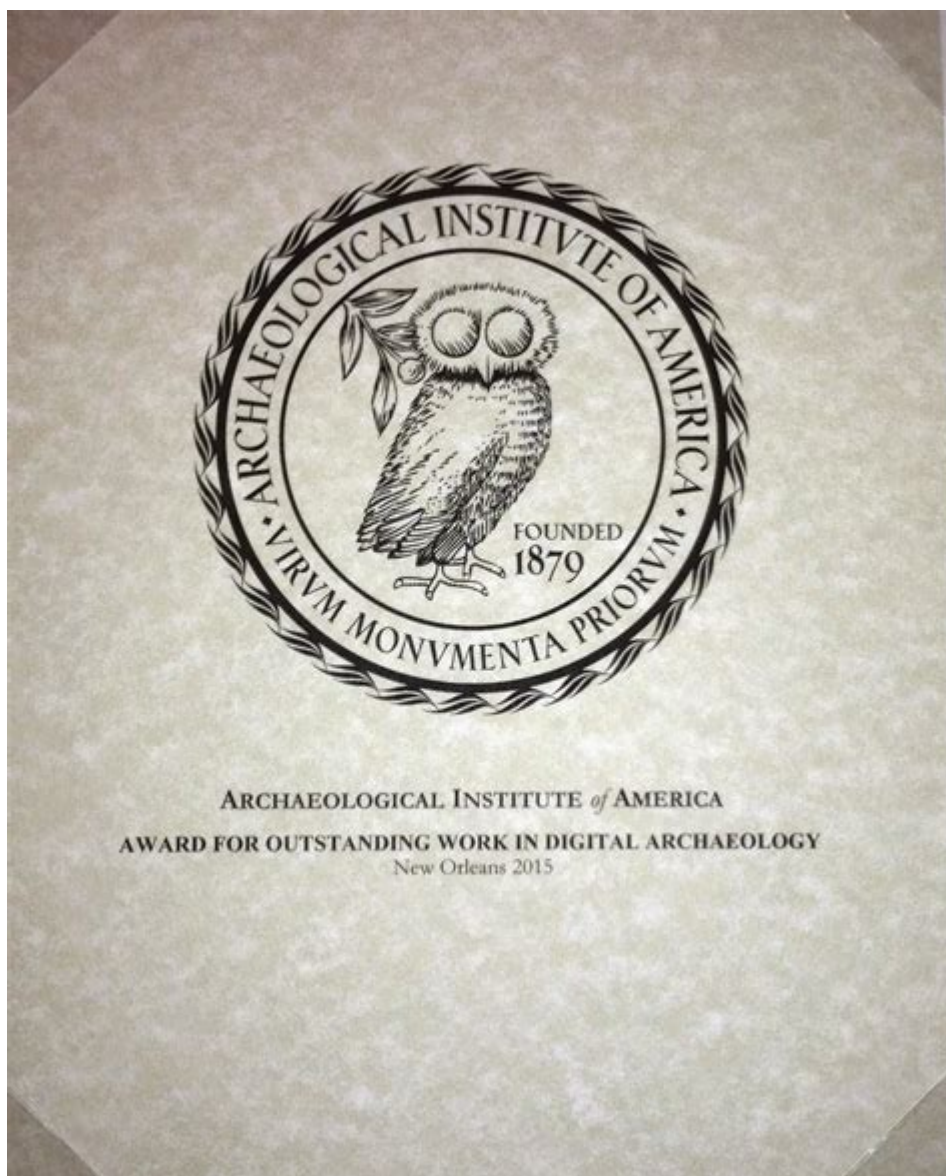 ARCHAEOLOGICAL INSTITVTE OF AMERICA
VIRVM MONVMENTA PRIORVM
FOUNDED
1879
ARCHAEOLOGICAL INSTITUTE of AMERICA
AWARD FOR OUTSTANDING WORK IN DIGITAL ARCHAEOLOGY
New Orleans 2015